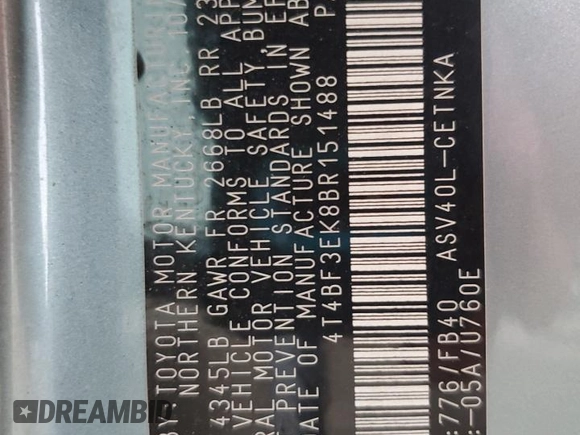 BY TOYOTA MOTOR MANUFACTURING
NORTHERN KENTUCKY, INC. 10/
4345LB GAWR FR 2668LB RR 23
VEHICLE CONFORMS TO ALL APP
RAL MOTOR VEHICLE SAFETY, BUM
PREVENTION STANDARDS IN EF
DATE OF MANUFACTURE SHOWN AB
4T4BF3EK8BR151488 P
:776/FB40 ASV40L-CETNKA
:-05A/U760E
DREAMBID